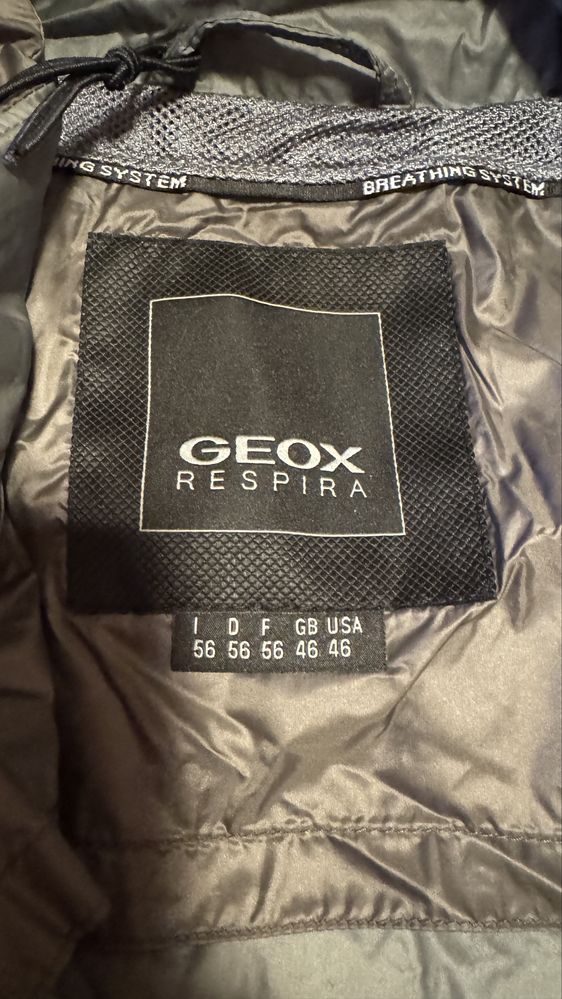 HING SYSTEM
BREATHING SYSTEM
GEOX
RESPIRA
I D F GB USA
56 56 56 46 46